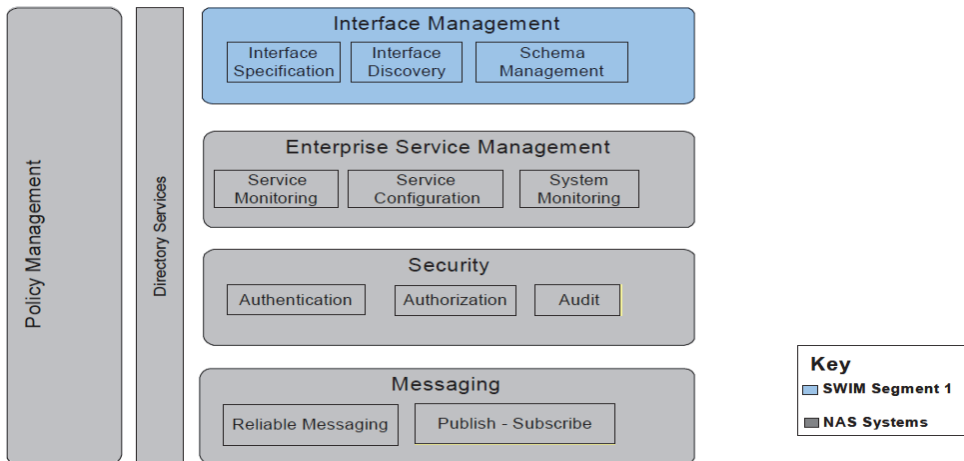 Policy Management
Directory Services
Interface Management
Interface
Specification
Interface
Discovery
Schema
Management
Enterprise Service Management
Service
Monitoring
Service
Configuration
System
Monitoring
Security
Authentication
Authorization
Audit
Messaging
Reliable Messaging
Publish - Subscribe
Key
SWIM Segment 1
NAS Systems